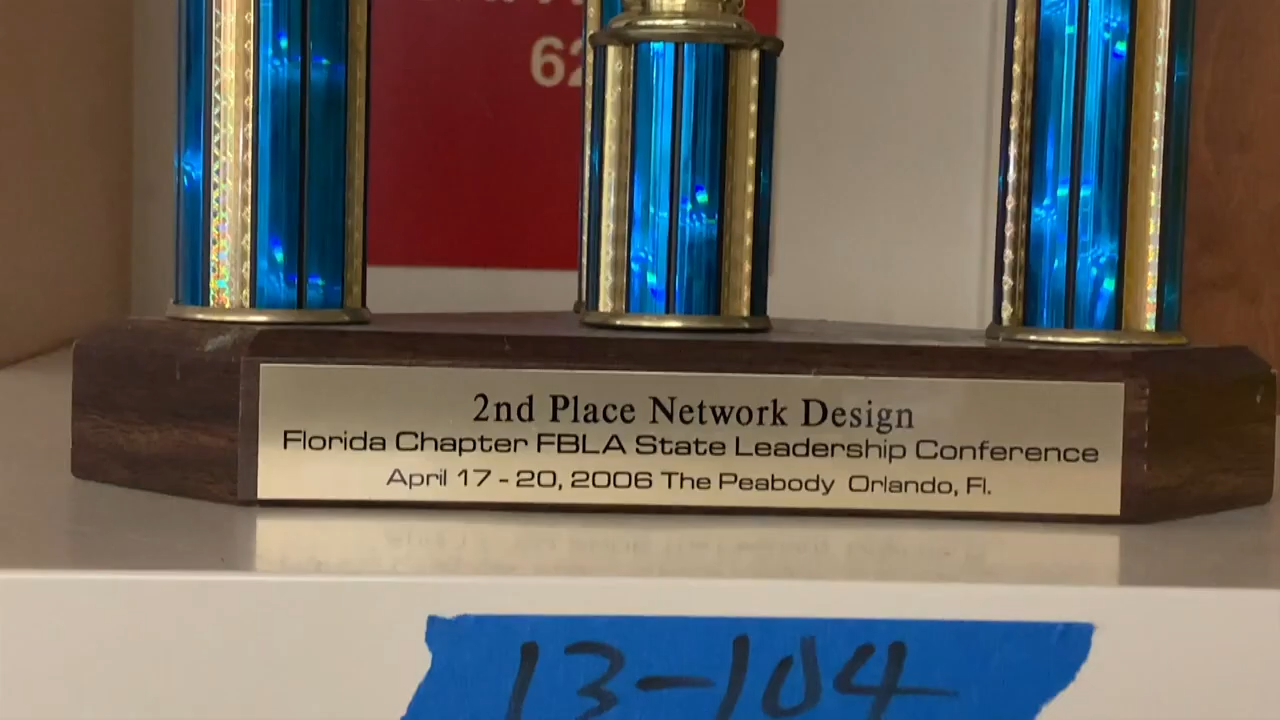 2nd Place Network Design
Florida Chapter FBLA State Leadership Conference
April 17 - 20, 2006 The Peabody Orlando, Fl.
13-104